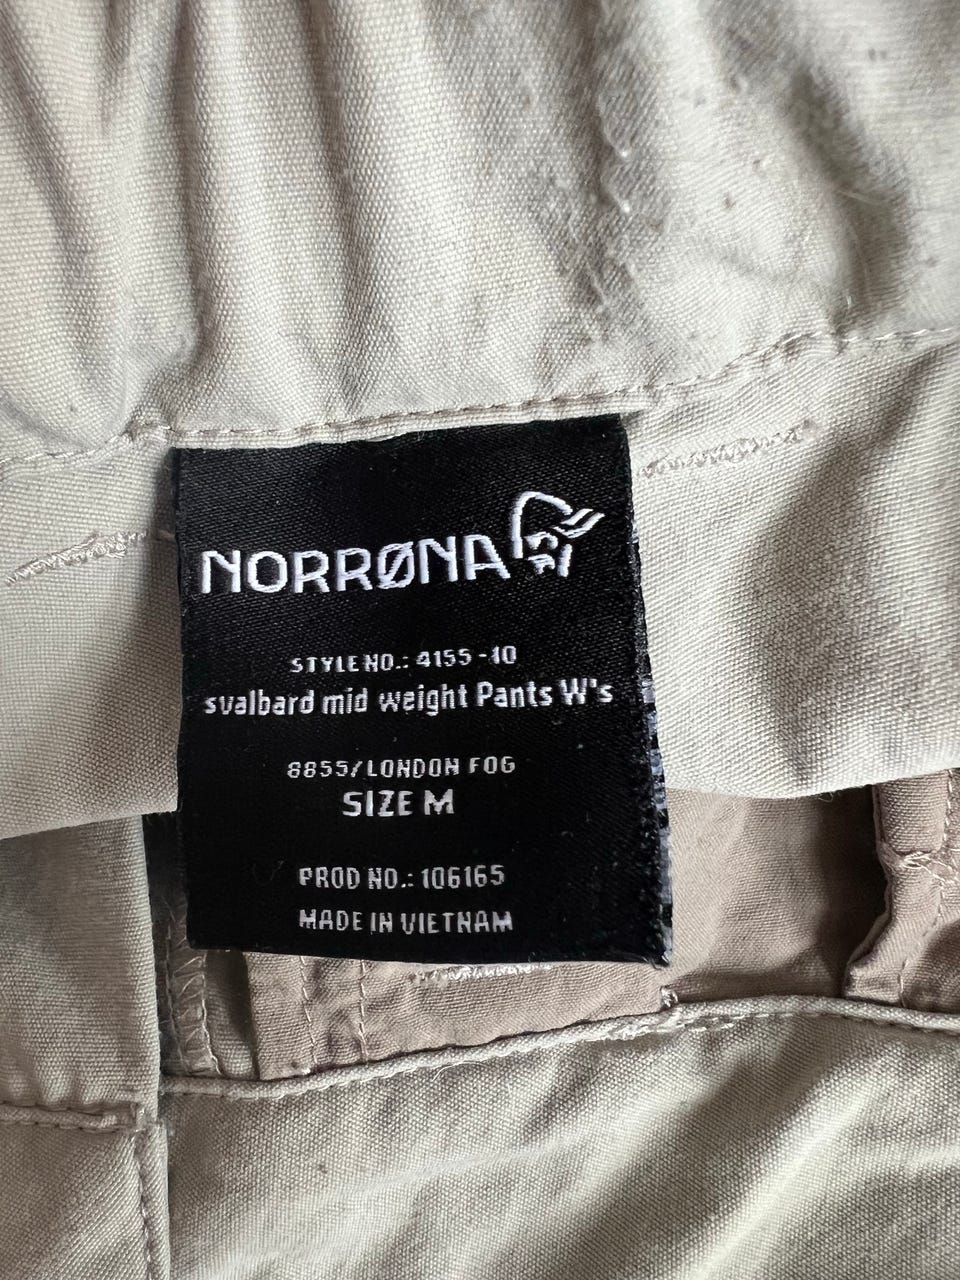 NORRØNA
STYLE NO.: 4155-10
svalbard mid weight Pants W's
8855/LONDON FOG
SIZE M
PROD NO.: 106165
MADE IN VIETNAM